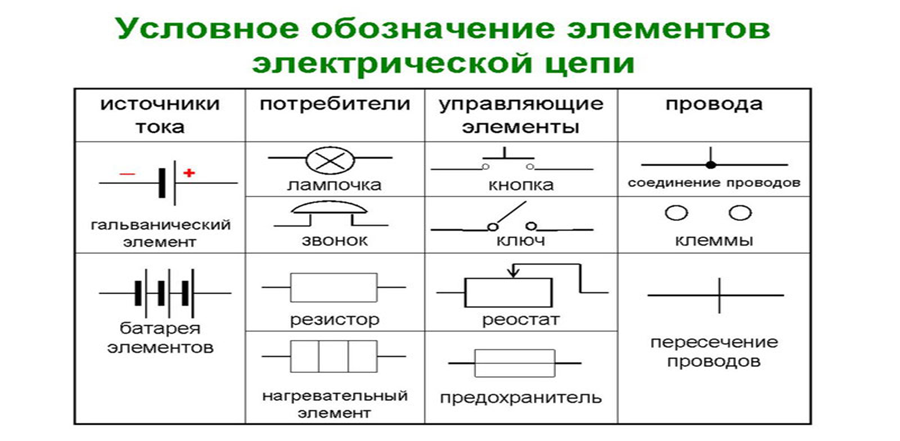 Условное обозначение элементов
электрической цепи
источники
тока
потребители
управляющие
элементы
провода
− +
гальванический
элемент
лампочка
кнопка
соединение проводов
звонок
ключ
клеммы
батарея
элементов
резистор
реостат
пересечение
проводов
нагревательный
элемент
предохранитель